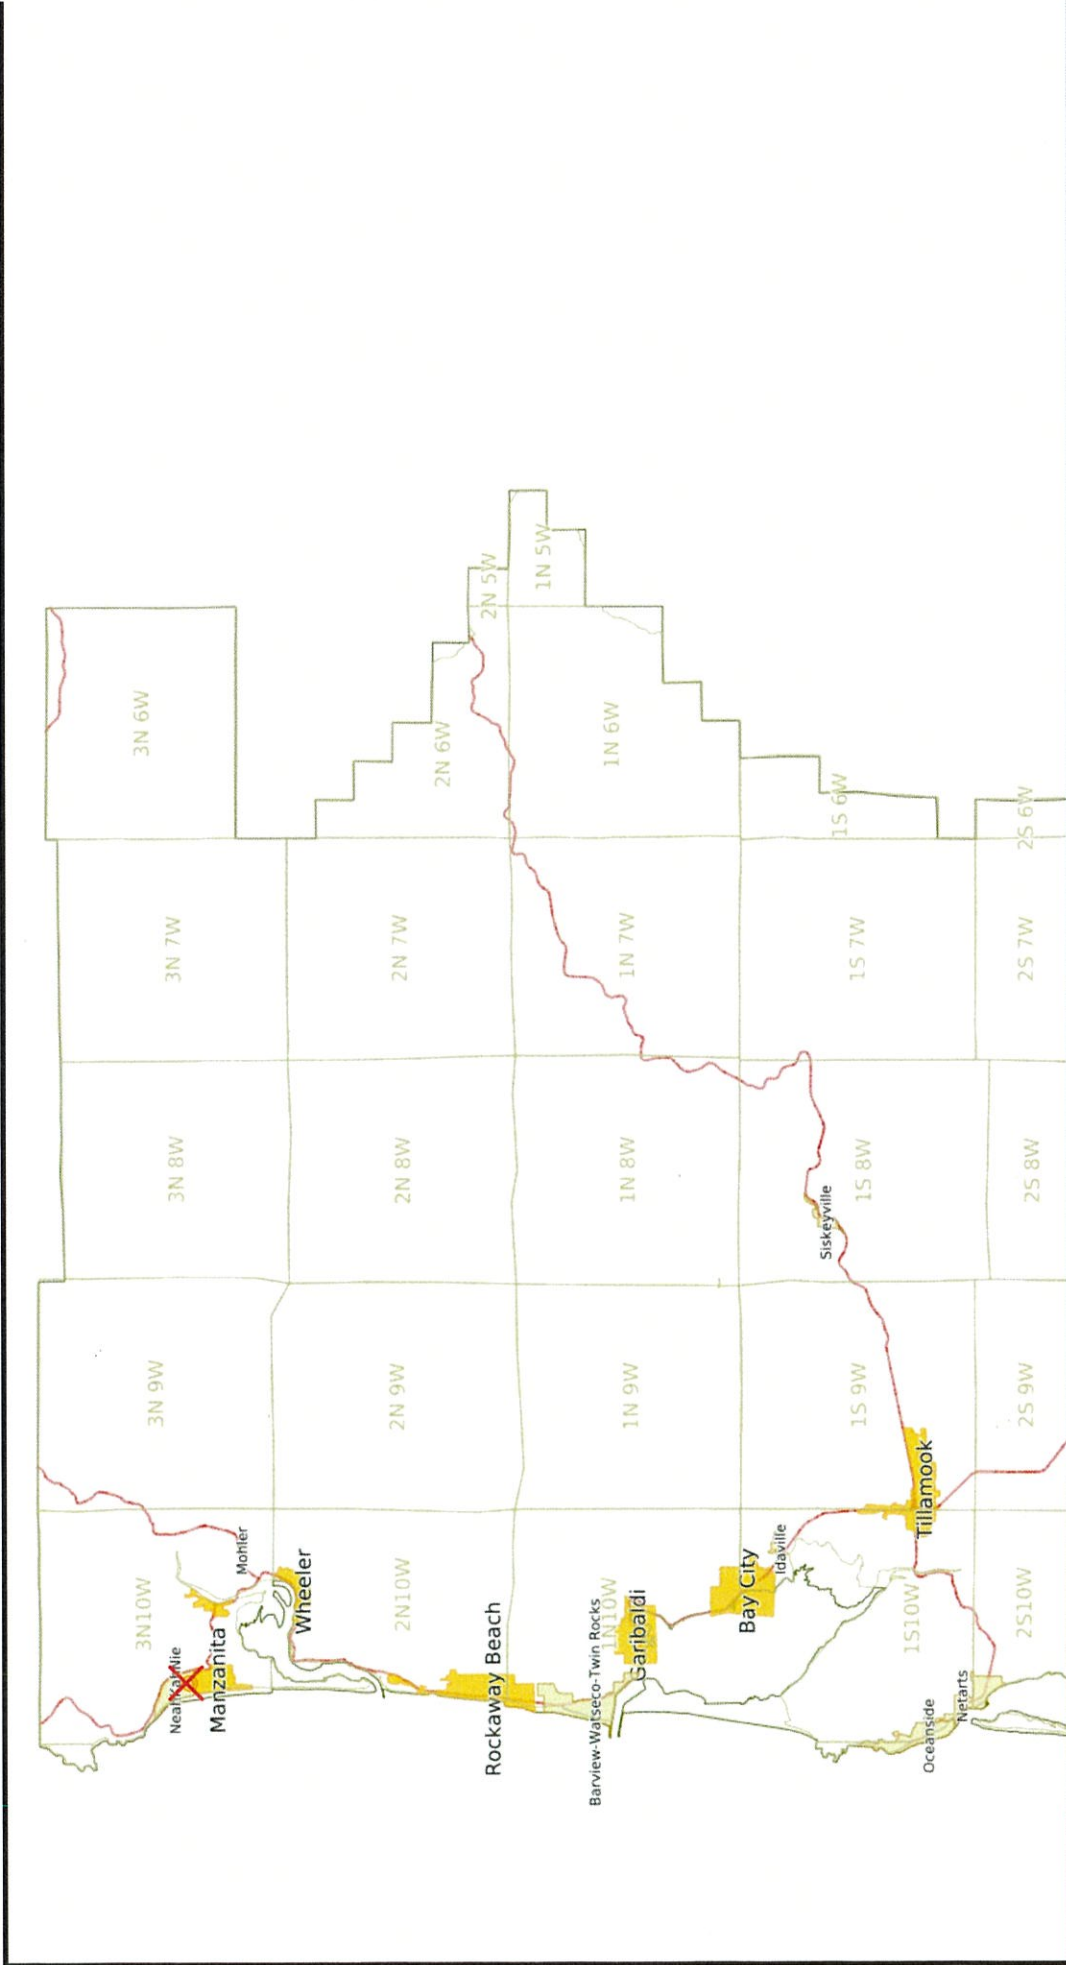 3N10W
3N 9W
3N 8W
3N 7W
3N 6W
Manzanita
Mohler
Wheeler
2N10W
2N 9W
2N 8W
2N 7W
2N 6W
2N 5W
Rockaway Beach
1N 5W
Barview-Watseco-Twin Rocks
1N10W
1N 9W
1N 8W
1N 7W
1N 6W
Garibaldi
Bay City
Idaville
Siskeyville
1S10W
1S 9W
1S 8W
1S 7W
1S 6W
Tillamook
Oceanside
Netarts
2S10W
2S 9W
2S 8W
2S 7W
2S 6W